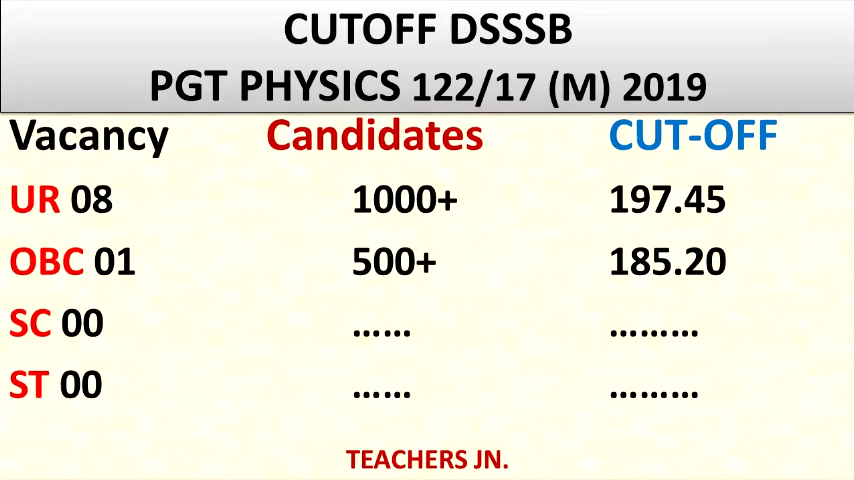 CUTOFF DSSSB
PGT PHYSICS 122/17 (M) 2019
Vacancy Candidates CUT-OFF
UR 08 1000+ 197.45
OBC 01 500+ 185.20
SC 00 ...... .........
ST 00 ...... .........
TEACHERS JN.